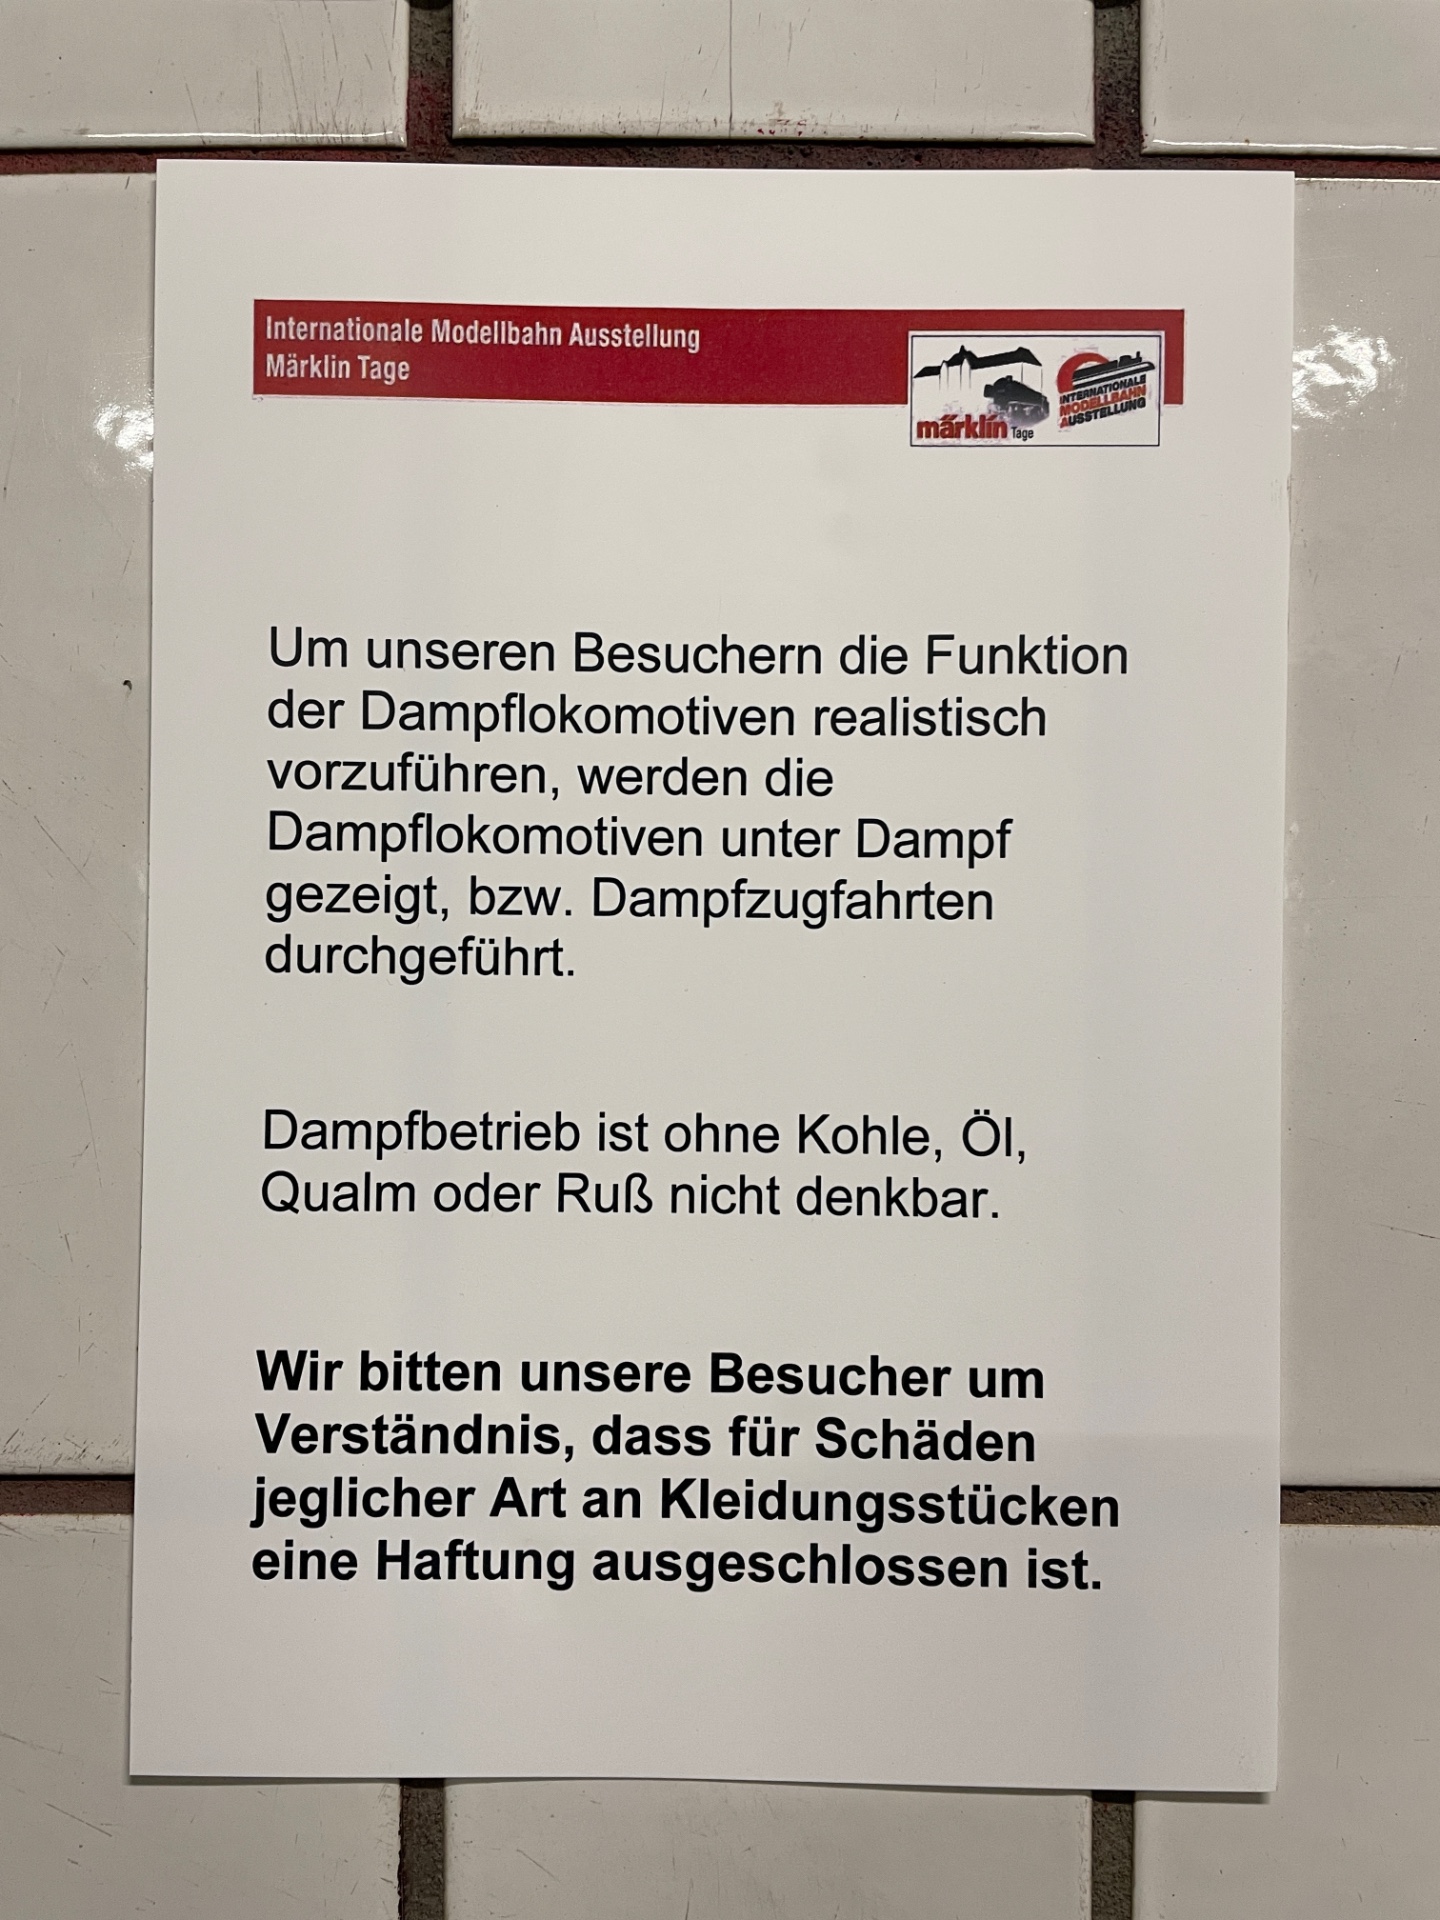 Internationale Modellbahn Ausstellung
Märklin Tage
märklin Tage
INTERNATIONALE
MODELLBAHN
AUSSTELLUNG
Um unseren Besuchern die Funktion
der Dampflokomotiven realistisch
vorzuführen, werden die
Dampflokomotiven unter Dampf
gezeigt, bzw. Dampfzugfahrten
durchgeführt.
Dampfbetrieb ist ohne Kohle, Öl,
Qualm oder Ruß nicht denkbar.
Wir bitten unsere Besucher um
Verständnis, dass für Schäden
jeglicher Art an Kleidungsstücken
eine Haftung ausgeschlossen ist.